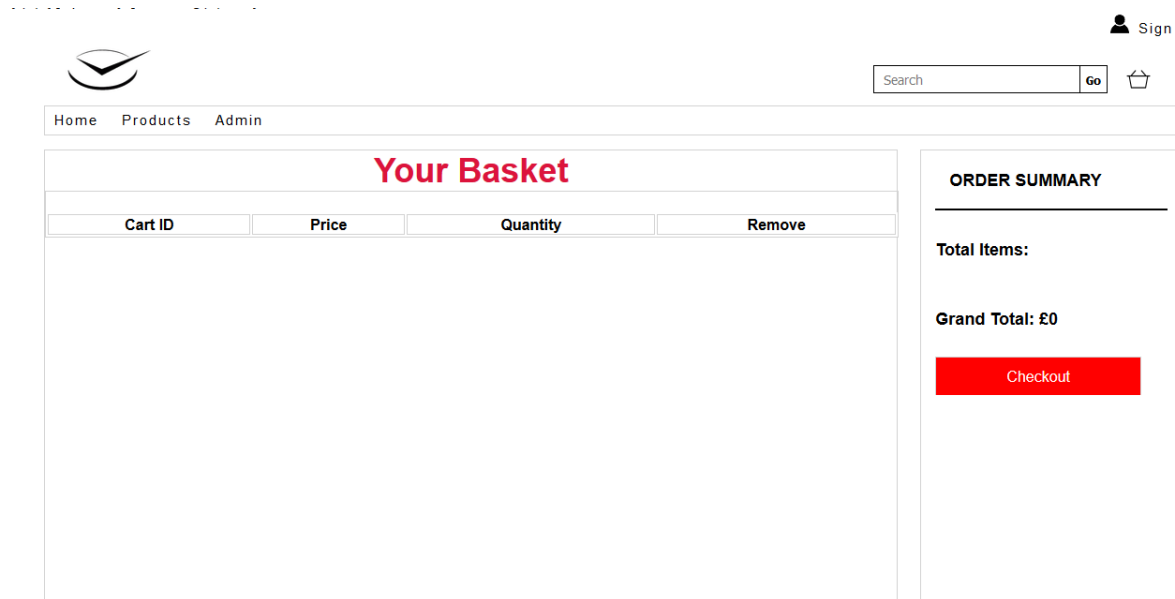 Sign
Search
Go
Home Products Admin
Your Basket
Cart ID Price Quantity Remove
ORDER SUMMARY
Total Items:
Grand Total: £0
Checkout